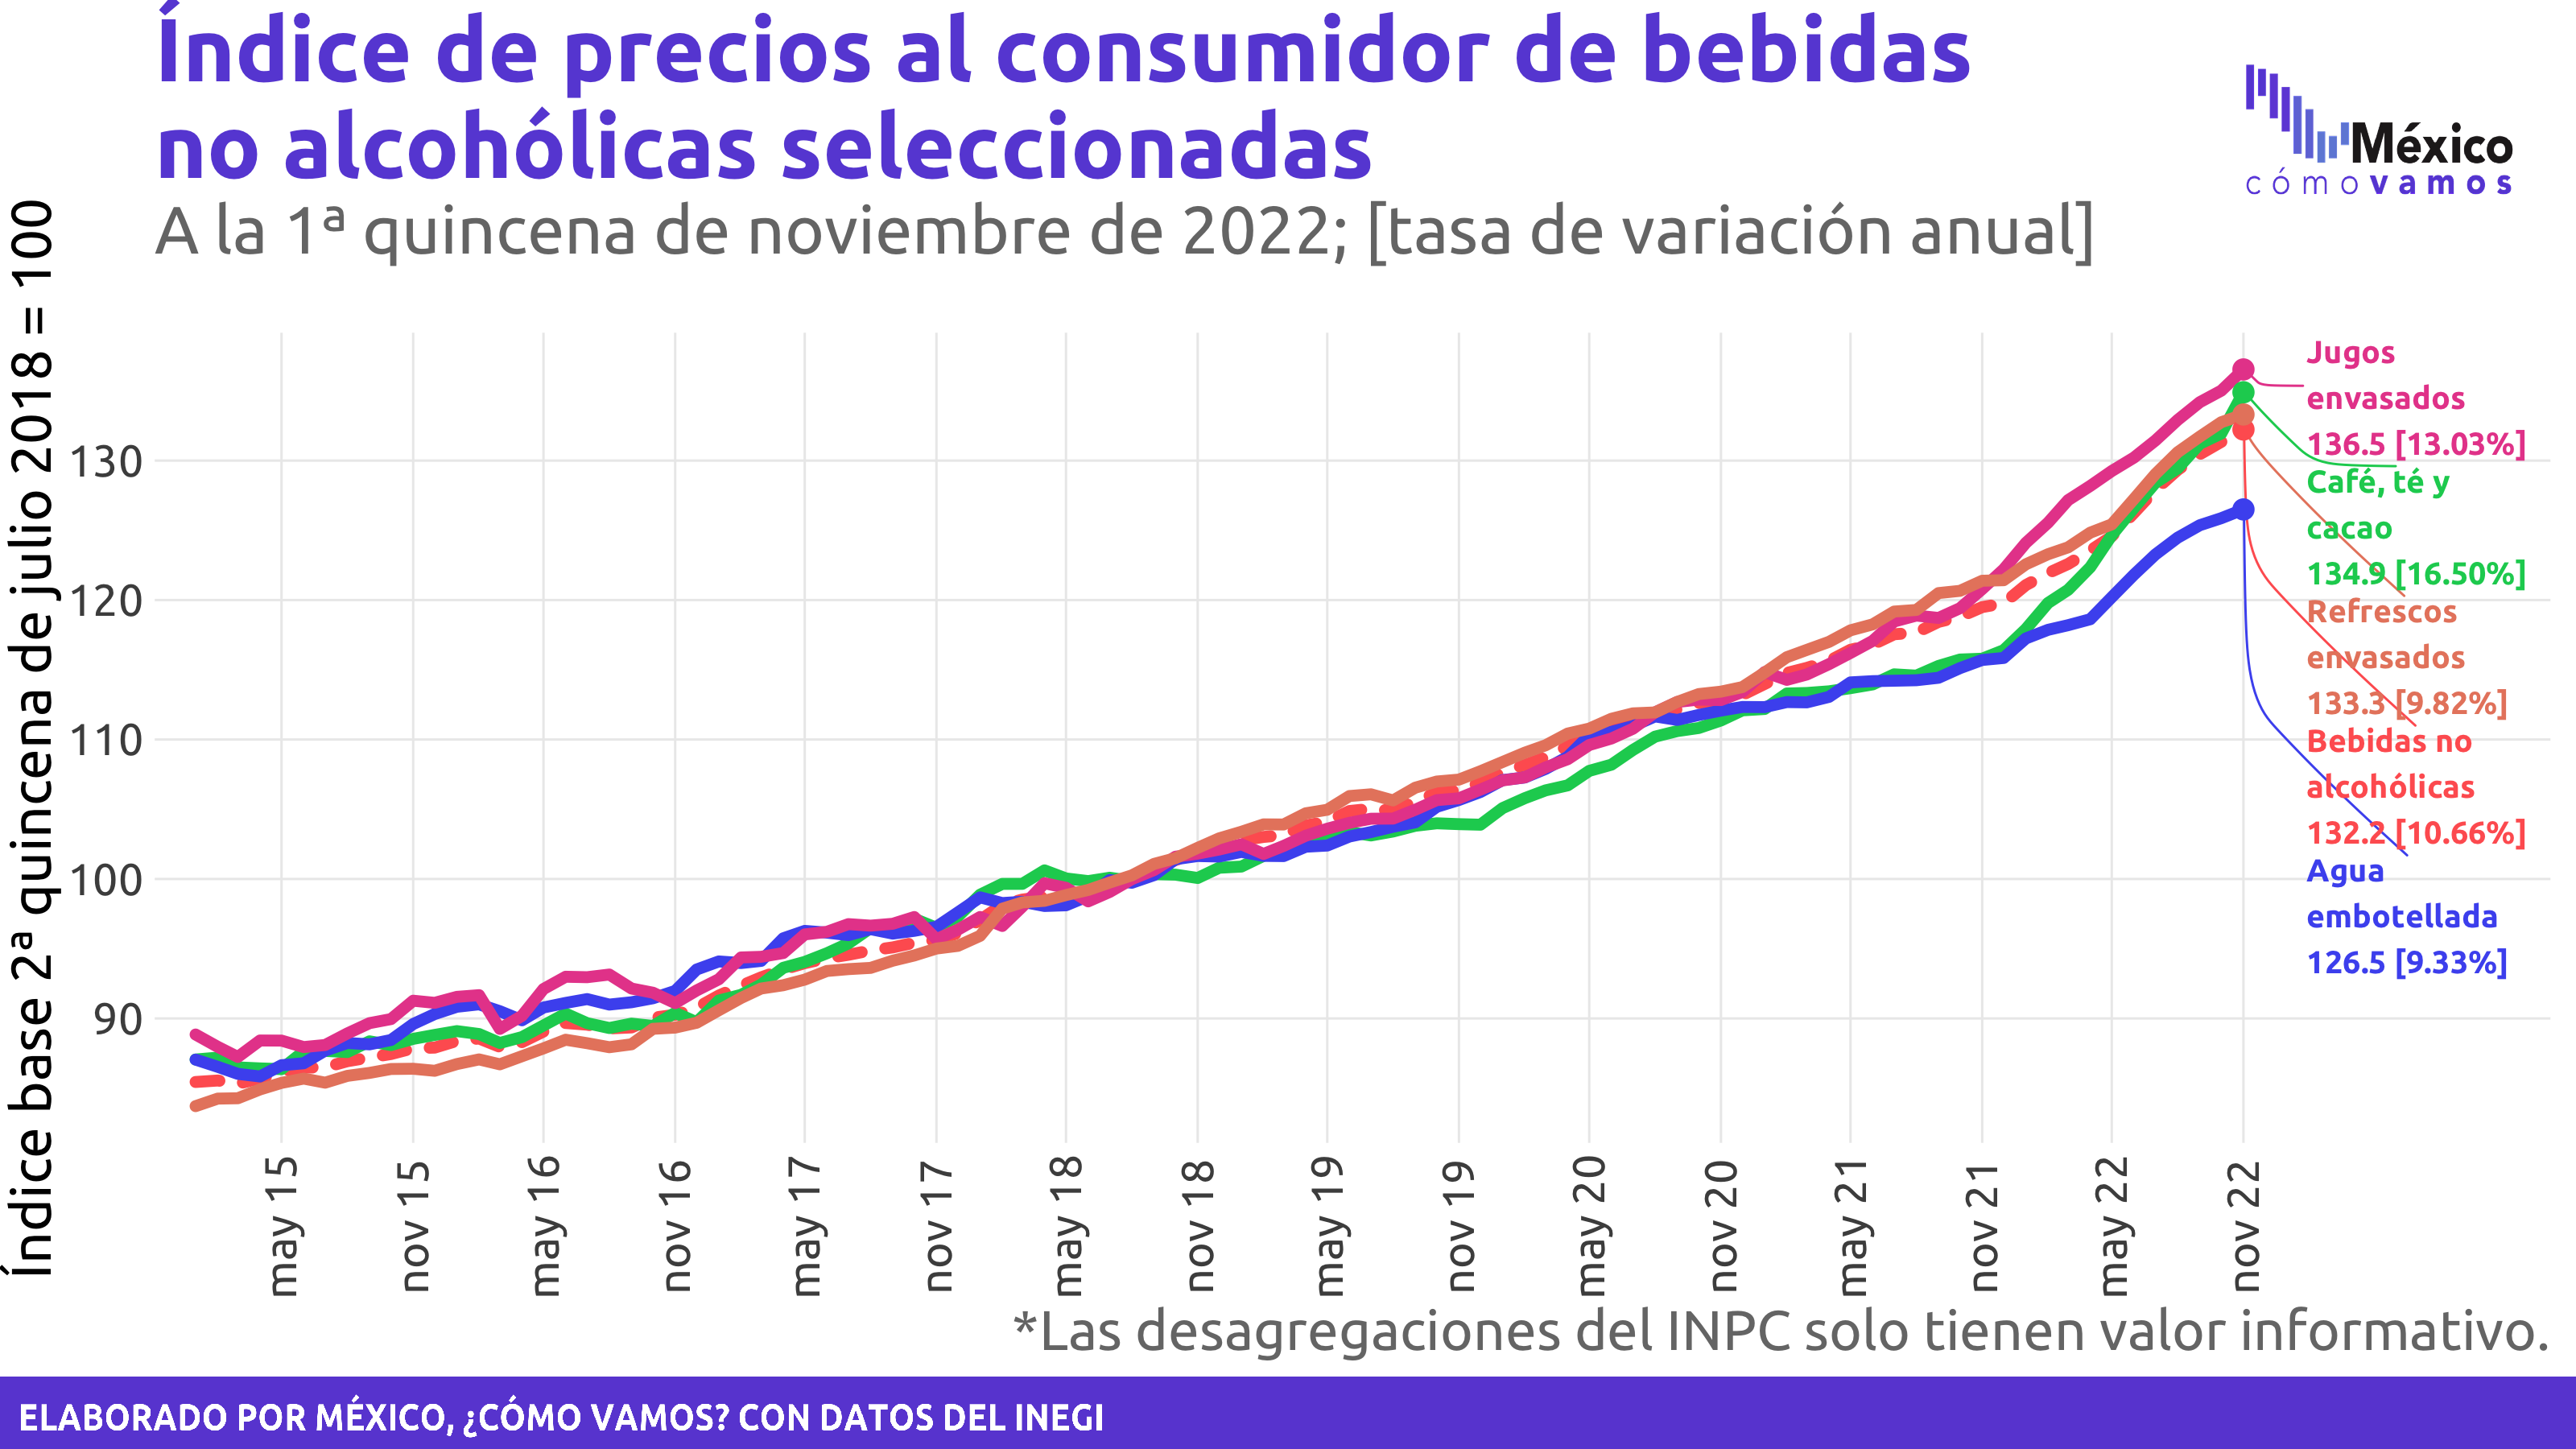 Índice de precios al consumidor de bebidas
no alcohólicas seleccionadas
A la 1ª quincena de noviembre de 2022; [tasa de variación anual]
México
cómo vamos
Índice base 2ª quincena de julio 2018 = 100
130
120
110
100
90
Jugos
envasados
136.5 [13.03%]
Café, té y
cacao
134.9 [16.50%]
Refrescos
envasados
133.3 [9.82%]
Bebidas no
alcohólicas
132.2 [10.66%]
Agua
embotellada
126.5 [9.33%]
may 15
nov 15
may 16
nov 16
may 17
nov 17
may 18
nov 18
may 19
nov 19
may 20
nov 20
may 21
nov 21
may 22
nov 22
*Las desagregaciones del INPC solo tienen valor informativo.
ELABORADO POR MÉXICO, ¿CÓMO VAMOS? CON DATOS DEL INEGI